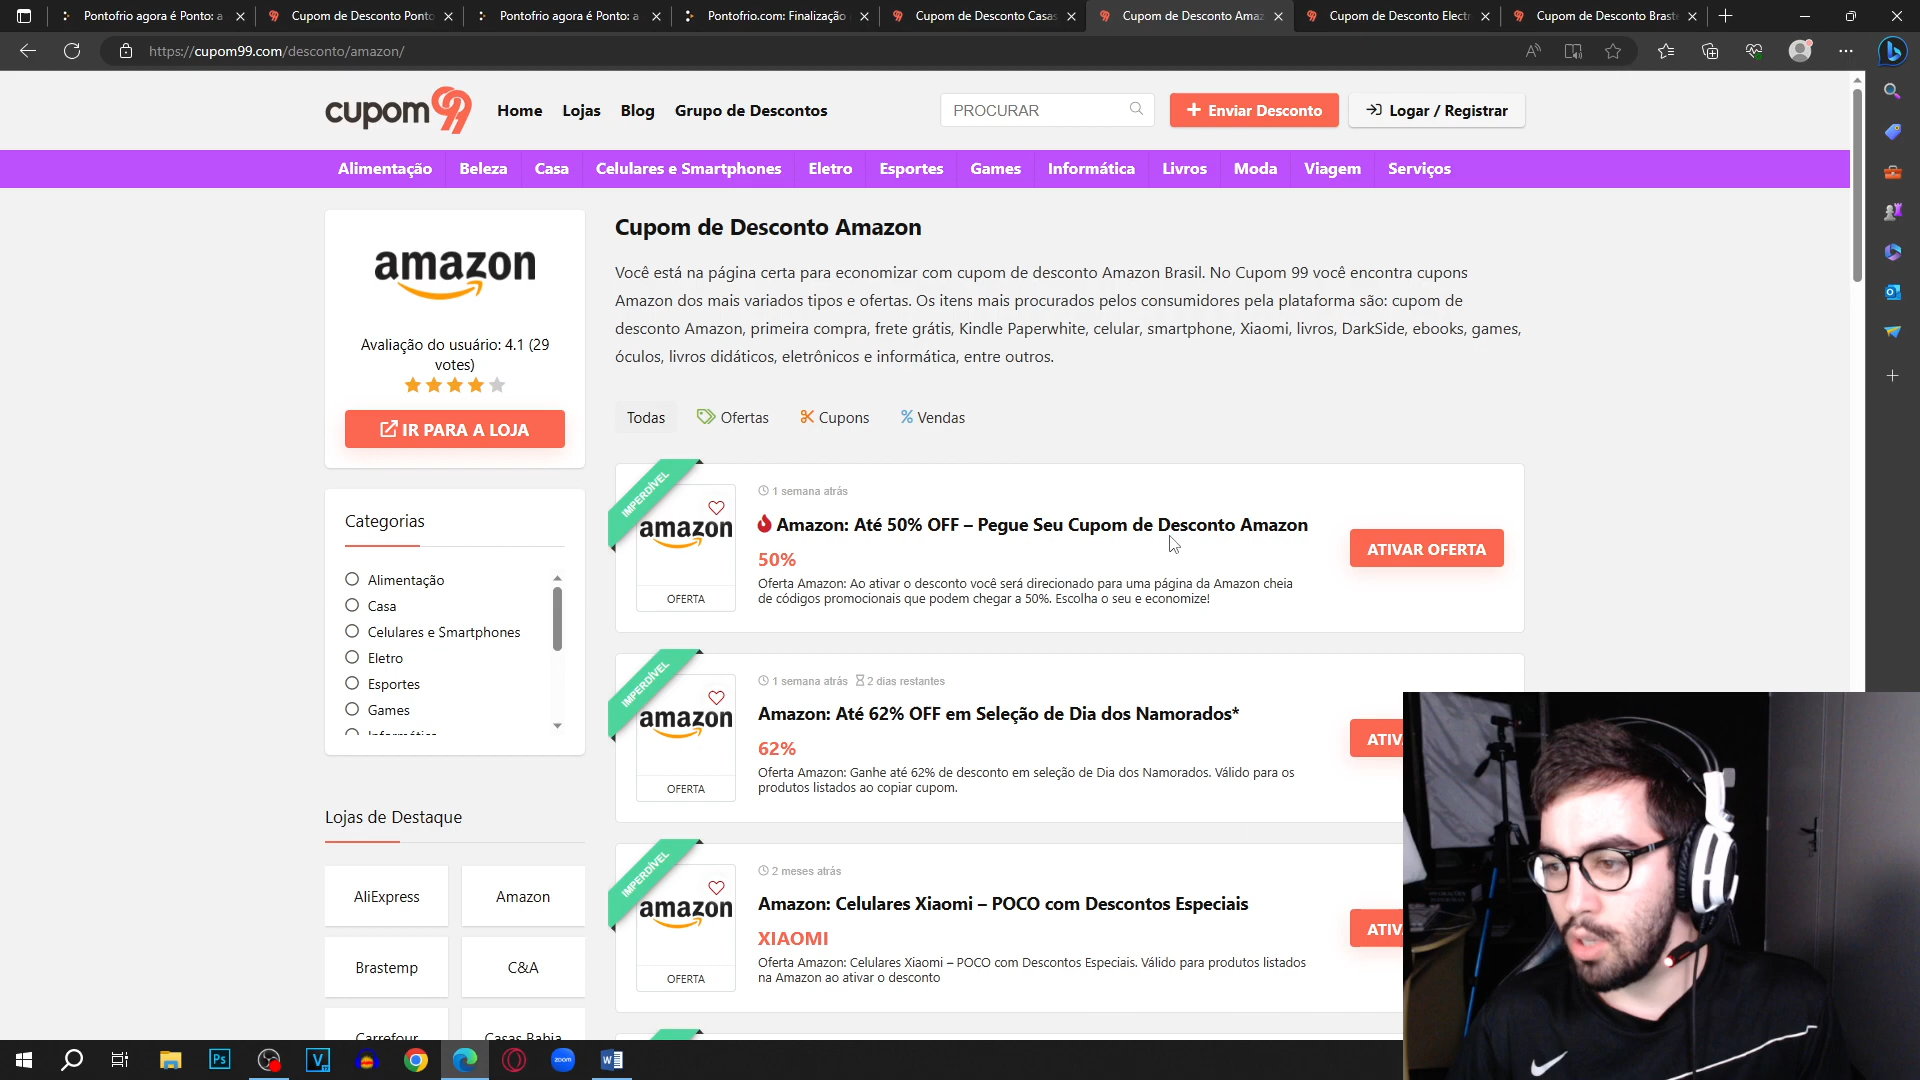 Pontofrio agora é Ponto: a
Cupom de Desconto Ponto
Pontofrio agora é Ponto: a
Pontofrio.com: Finalização
Cupom de Desconto Casas
Cupom de Desconto Amaz
Cupom de Desconto Electr
Cupom de Desconto Braste
https://cupom99.com/desconto/amazon/
cupom99
Home
Lojas
Blog
Grupo de Descontos
PROCURAR
+ Enviar Desconto
Logar / Registrar
Alimentação
Beleza
Casa
Celulares e Smartphones
Eletro
Esportes
Games
Informática
Livros
Moda
Viagem
Serviços
amazon
Avaliação do usuário: 4.1 (29
votes)
IR PARA A LOJA
Categorias
Alimentação
Casa
Celulares e Smartphones
Eletro
Esportes
Games
Informática
Lojas de Destaque
AliExpress
Amazon
Brastemp
C&A
Carrefour
Casas Bahia
Cupom de Desconto Amazon
Você está na página certa para economizar com cupom de desconto Amazon Brasil. No Cupom 99 você encontra cupons
Amazon dos mais variados tipos e ofertas. Os itens mais procurados pelos consumidores pela plataforma são: cupom de
desconto Amazon, primeira compra, frete grátis, Kindle Paperwhite, celular, smartphone, Xiaomi, livros, DarkSide, ebooks, games,
óculos, livros didáticos, eletrônicos e informática, entre outros.
Todas
Ofertas
Cupons
% Vendas
IMPERDÍVEL
amazon
OFERTA
1 semana atrás
Amazon: Até 50% OFF – Pegue Seu Cupom de Desconto Amazon
50%
Oferta Amazon: Ao ativar o desconto você será direcionado para uma página da Amazon cheia
de códigos promocionais que podem chegar a 50%. Escolha o seu e economize!
ATIVAR OFERTA
IMPERDÍVEL
amazon
OFERTA
1 semana atrás
2 dias restantes
Amazon: Até 62% OFF em Seleção de Dia dos Namorados*
62%
Oferta Amazon: Ganhe até 62% de desconto em seleção de Dia dos Namorados. Válido para os
produtos listados ao copiar cupom.
ATIV
IMPERDÍVEL
amazon
OFERTA
2 meses atrás
Amazon: Celulares Xiaomi – POCO com Descontos Especiais
XIAOMI
Oferta Amazon: Celulares Xiaomi – POCO com Descontos Especiais. Válido para produtos listados
na Amazon ao ativar o desconto
ATIV
Ps
V
zoom
W